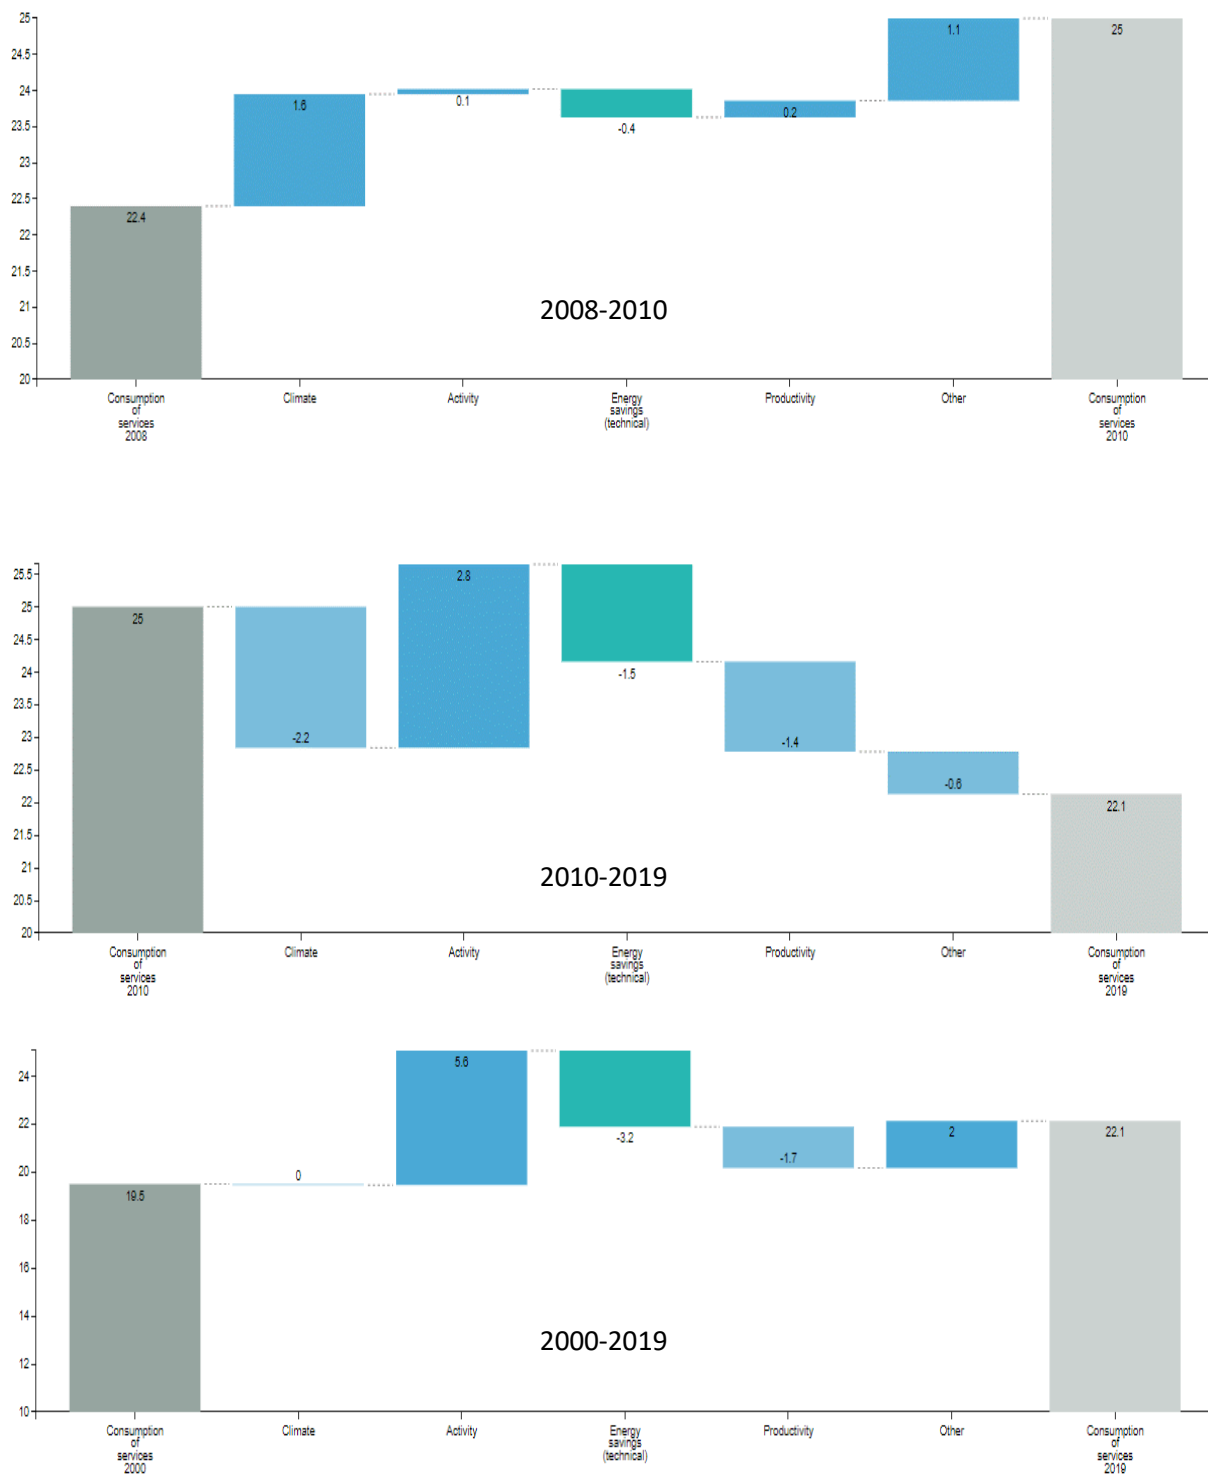 25
24.5
24
23.5
23
22.5
22
21.5
21
20.5
20
22.4
1.6
0.1
-0.4
0.2
1.1
25
2008-2010
Consumption
of
services
2008
Climate
Activity
Energy
savings
(technical)
Productivity
Other
Consumption
of
services
2010
25.5
25
24.5
24
23.5
23
22.5
22
21.5
21
20.5
20
25
-2.2
2.8
-1.5
-1.4
-0.6
22.1
2010-2019
Consumption
of
services
2010
Climate
Activity
Energy
savings
(technical)
Productivity
Other
Consumption
of
services
2019
24
22
20
18
16
14
12
10
19.5
0
5.6
-3.2
-1.7
2
22.1
2000-2019
Consumption
of
services
2000
Climate
Activity
Energy
savings
(technical)
Productivity
Other
Consumption
of
services
2019